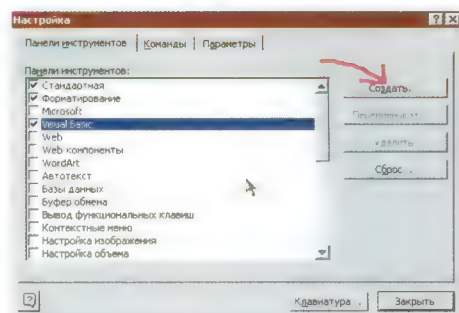 Настройка
Панели инструментов
Команды
Параметры
Панели инструментов:
Стандартная
Форматирование
Microsoft
Visual Basic
Web
Web-компоненты
WordArt
Автотекст
Базы данных
Буфер обмена
Вывод функциональных клавиш
Контекстные меню
Настройка изображения
Настройка объема
Создать.
Сброс .
Клавиатура .
Закрыть